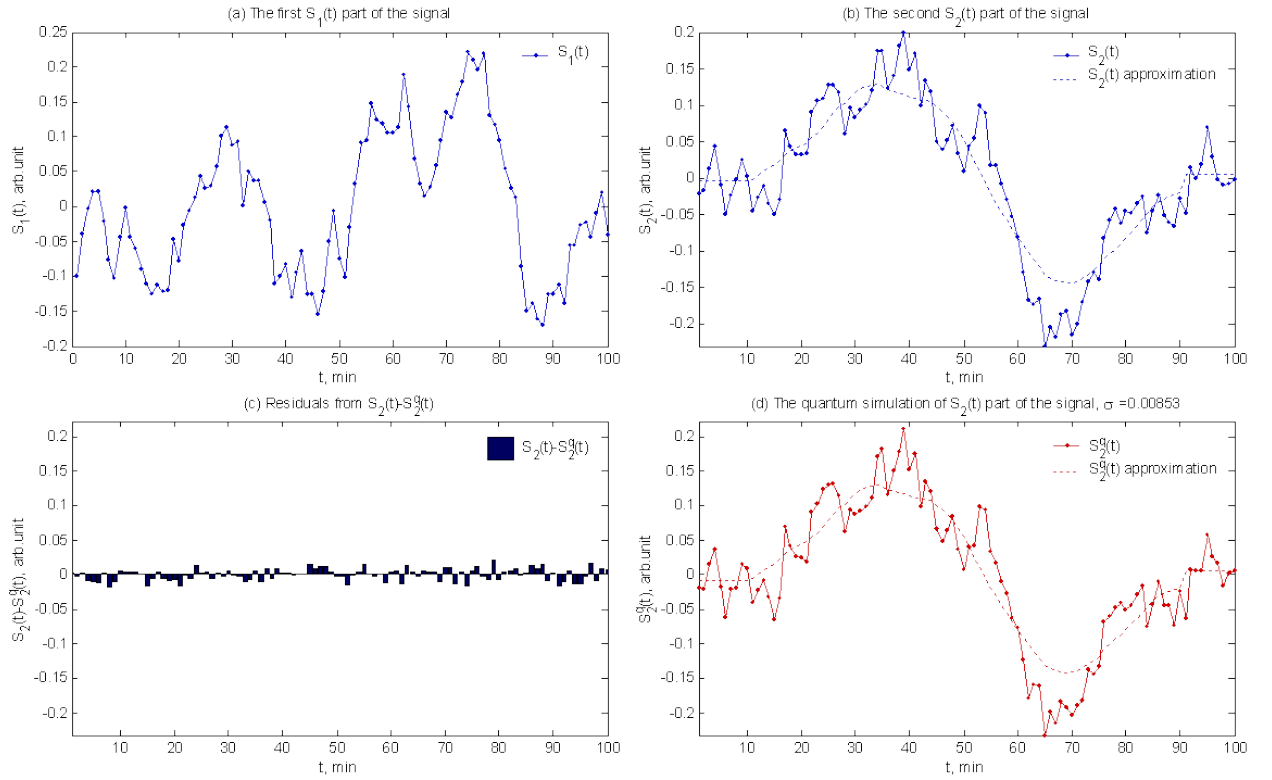 (a) The first S₁(t) part of the signal
S₁(t), arb.unit
0.25
0.2
0.15
0.1
0.05
0
-0.05
-0.1
-0.15
-0.2
S₁(t)
0 10 20 30 40 50 60 70 80 90 100
t, min
(b) The second S₂(t) part of the signal
S₂(t), arb.unit
0.2
0.15
0.1
0.05
0
-0.05
-0.1
-0.15
-0.2
S₂(t)
S₂(t) approximation
10 20 30 40 50 60 70 80 90 100
t, min
(c) Residuals from S₂(t)-S₂^q(t)
S₂(t)-S₂^q(t), arb.unit
0.2
0.15
0.1
0.05
0
-0.05
-0.1
-0.15
-0.2
S₂(t)-S₂^q(t)
10 20 30 40 50 60 70 80 90 100
t, min
(d) The quantum simulation of S₂(t) part of the signal, σ =0.00853
S₂^q(t), arb.unit
0.2
0.15
0.1
0.05
0
-0.05
-0.1
-0.15
-0.2
S₂^q(t)
S₂^q(t) approximation
10 20 30 40 50 60 70 80 90 100
t, min